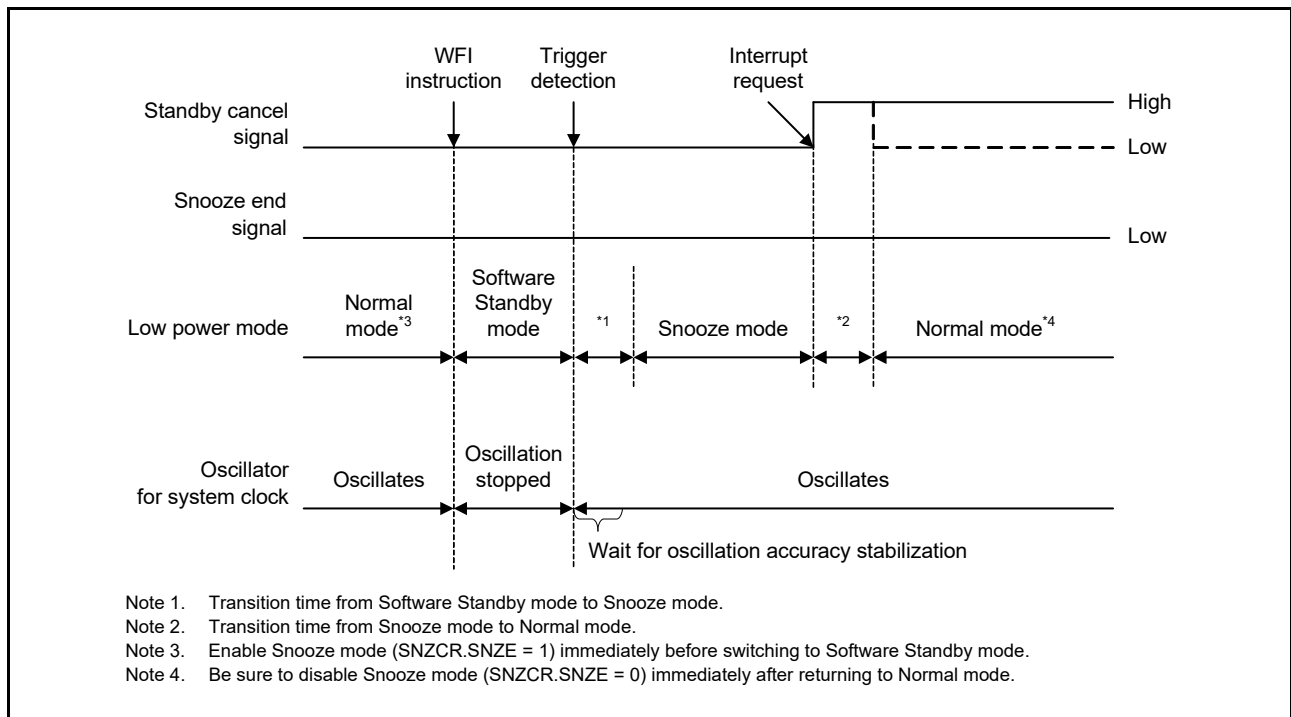 WFI
instruction
Trigger
detection
Interrupt
request
Standby cancel
signal
High
Low
Snooze end
signal
Low
Low power mode
Normal
mode*3
Software
Standby
mode
*1
Snooze mode
*2
Normal mode*4
Oscillator
for system clock
Oscillates
Oscillation
stopped
Oscillates
Wait for oscillation accuracy stabilization
Note 1. Transition time from Software Standby mode to Snooze mode.
Note 2. Transition time from Snooze mode to Normal mode.
Note 3. Enable Snooze mode (SNZCR.SNZE = 1) immediately before switching to Software Standby mode.
Note 4. Be sure to disable Snooze mode (SNZCR.SNZE = 0) immediately after returning to Normal mode.